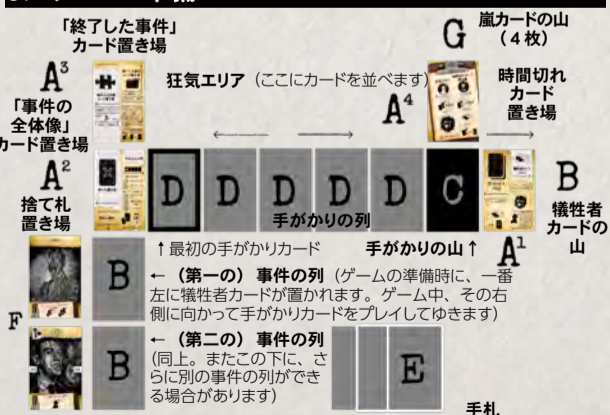 「終了した事件」
カード置き場
A³
「事件の
全体像」
カード置き場
A²
捨て札
置き場
狂気エリア（ここにカードを並べます）
A⁴
G
嵐カードの山
（4枚）
時間切れ
カード
置き場
D
D
D
D
D
C
手がかりの列
B
犠牲者
カードの
山
A¹
↑最初の手がかりカード
手がかりの山↑
F
B
←（第一の）事件の列（ゲームの準備時に、一番
左に犠牲者カードが置かれます。ゲーム中、その右
側に向かって手がかりカードをプレイしてゆきます）
B
←（第二の）事件の列
(同上。またこの下に、さ
らに別の事件の列ができ
る場合があります)
E
手札